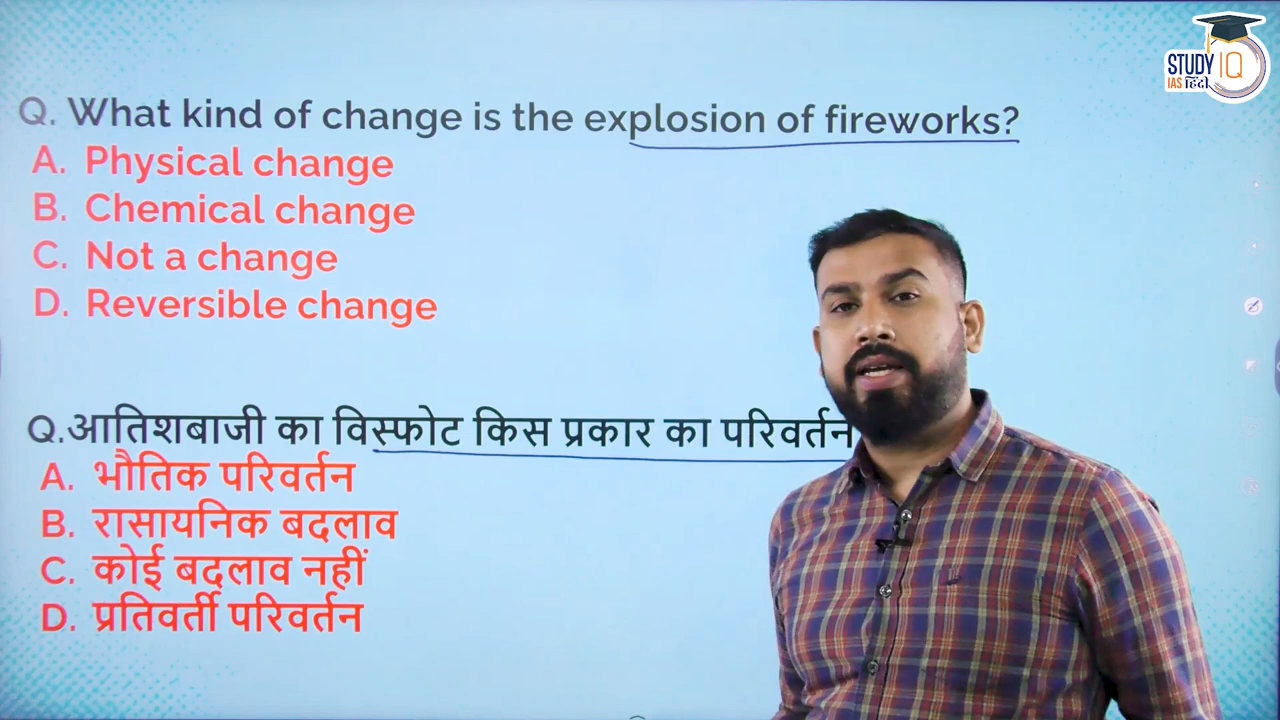 STUDY IQ
IAS हिंदी
Q. What kind of change is the explosion of fireworks?
A. Physical change
B. Chemical change
C. Not a change
D. Reversible change
Q.आतिशबाजी का विस्फोट किस प्रकार का परिवर्तन
A. भौतिक परिवर्तन
B. रासायनिक बदलाव
C. कोई बदलाव नहीं
D. प्रतिवर्ती परिवर्तन